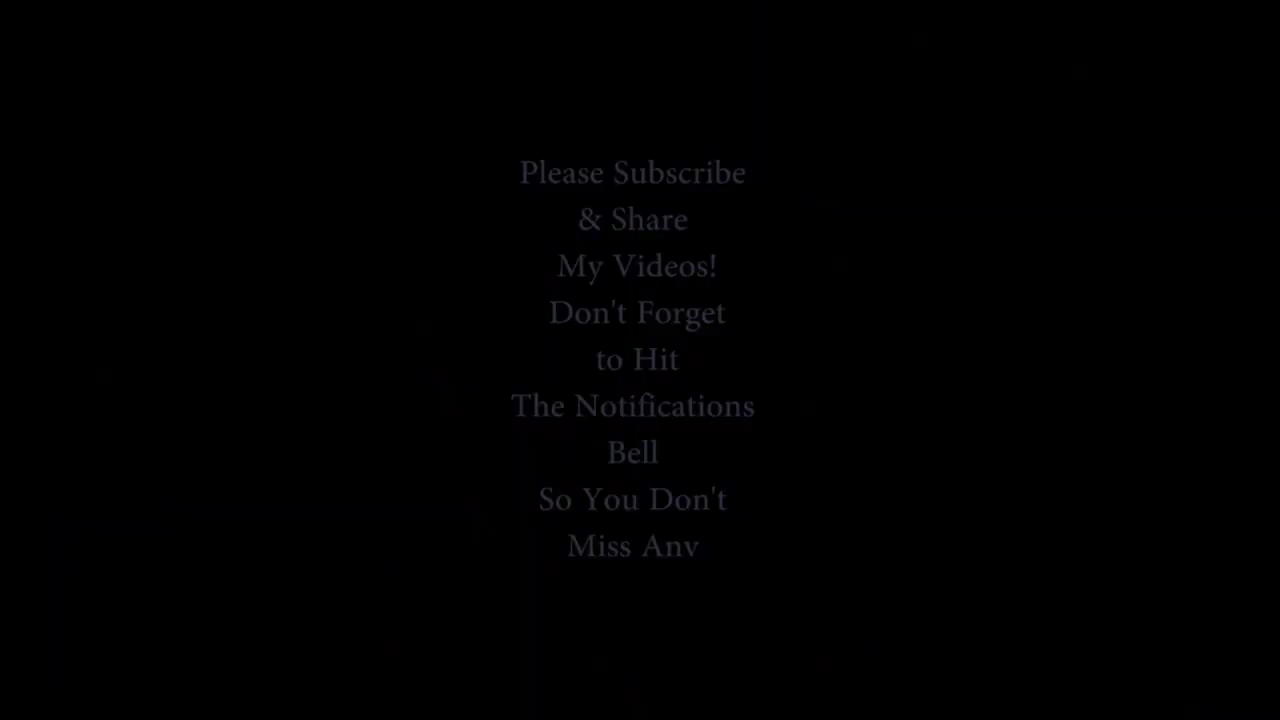 Please Subscribe
& Share
My Videos!
Don't Forget
to Hit
The Notifications
Bell
So You Don't
Miss Any